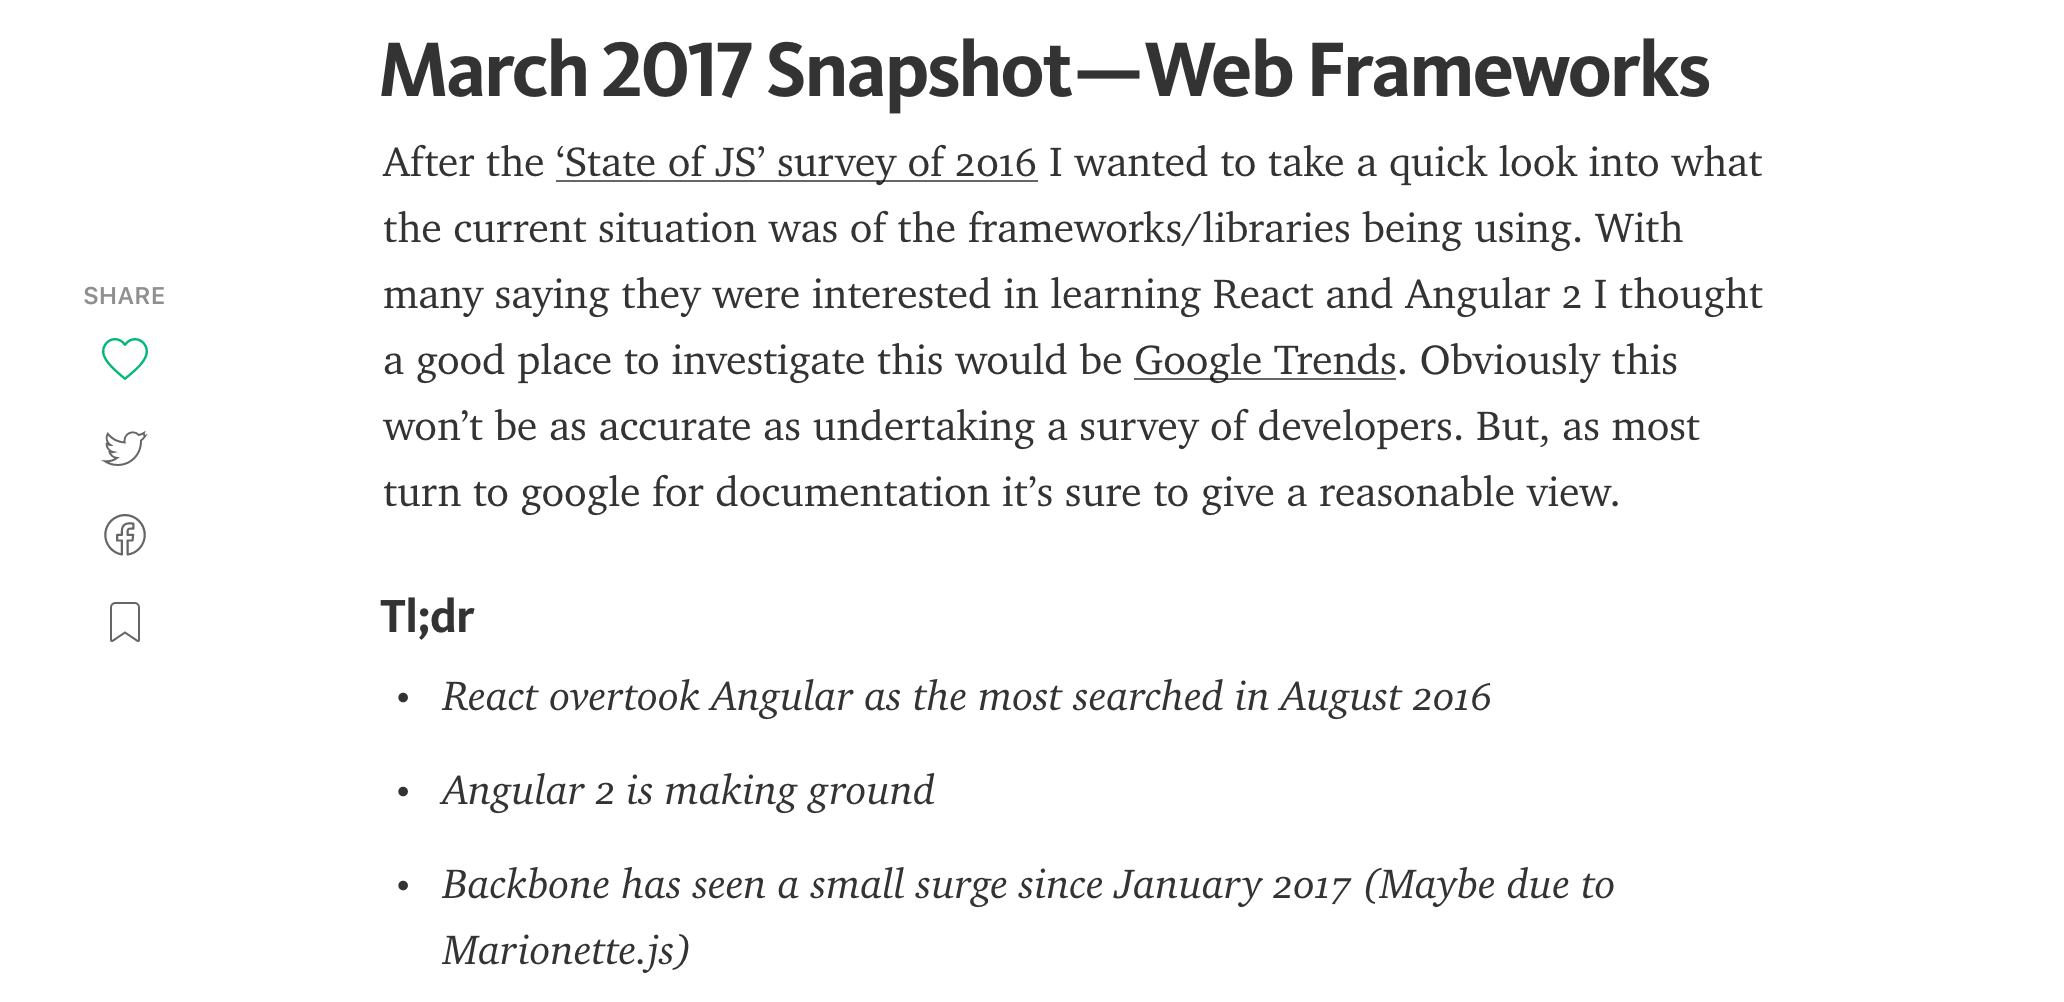 March 2017 Snapshot—Web Frameworks
After the ‘State of JS’ survey of 2016 I wanted to take a quick look into what
the current situation was of the frameworks/libraries being using. With
many saying they were interested in learning React and Angular 2 I thought
a good place to investigate this would be Google Trends. Obviously this
won’t be as accurate as undertaking a survey of developers. But, as most
turn to google for documentation it’s sure to give a reasonable view.
SHARE
Tl;dr
• React overtook Angular as the most searched in August 2016
• Angular 2 is making ground
• Backbone has seen a small surge since January 2017 (Maybe due to
Marionette.js)